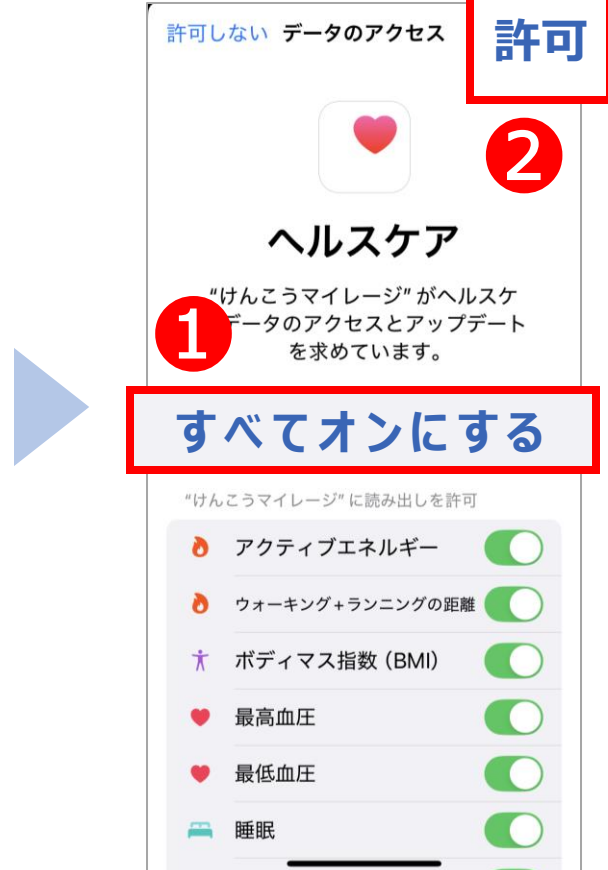 許可しない データのアクセス 許可
2
ヘルスケア
“けんこうマイレージ” がヘルスケ
データのアクセスとアップデート
を求めています。
1
すべてオンにする
“けんこうマイレージ” に読み出しを許可
アクティブエネルギー
ウォーキング+ランニングの距離
ボディマス指数 (BMI)
最高血圧
最低血圧
睡眠